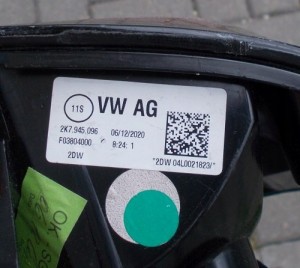 11S
VW AG
2K7.945.096 06/12/2020
F03804000 9:24: 1
2DW *2DW 04L0021823/*
OK